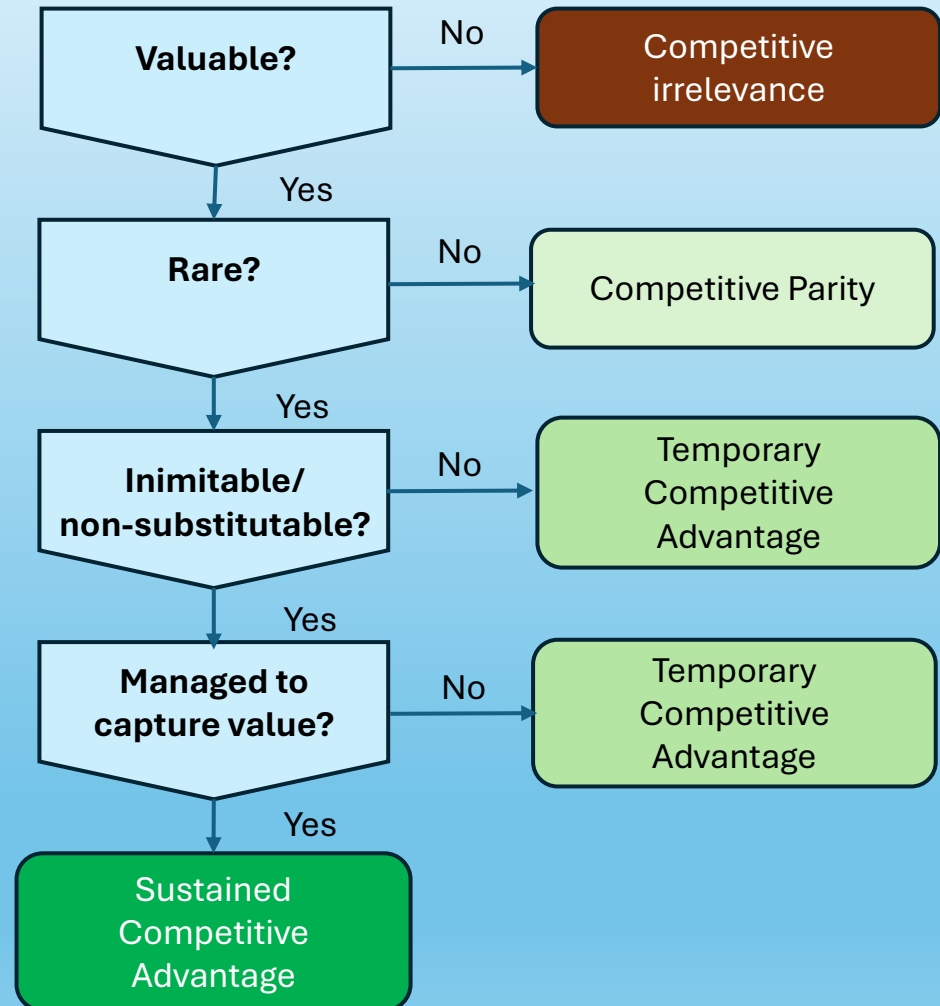 Valuable?
No
Competitive
irrelevance
Yes
Rare?
No
Competitive Parity
Yes
Inimitable/
non-substitutable?
No
Temporary
Competitive
Advantage
Yes
Managed to
capture value?
No
Temporary
Competitive
Advantage
Yes
Sustained
Competitive
Advantage